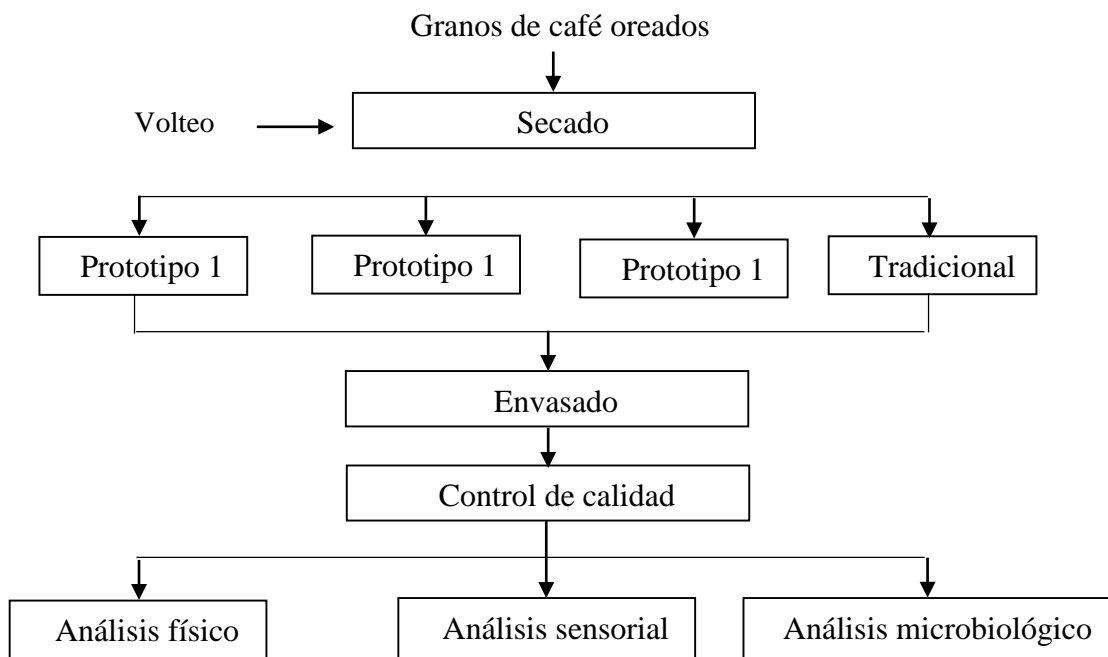 Granos de café oreados
Volteo
Secado
Prototipo 1
Prototipo 1
Prototipo 1
Tradicional
Envasado
Control de calidad
Análisis físico
Análisis sensorial
Análisis microbiológico